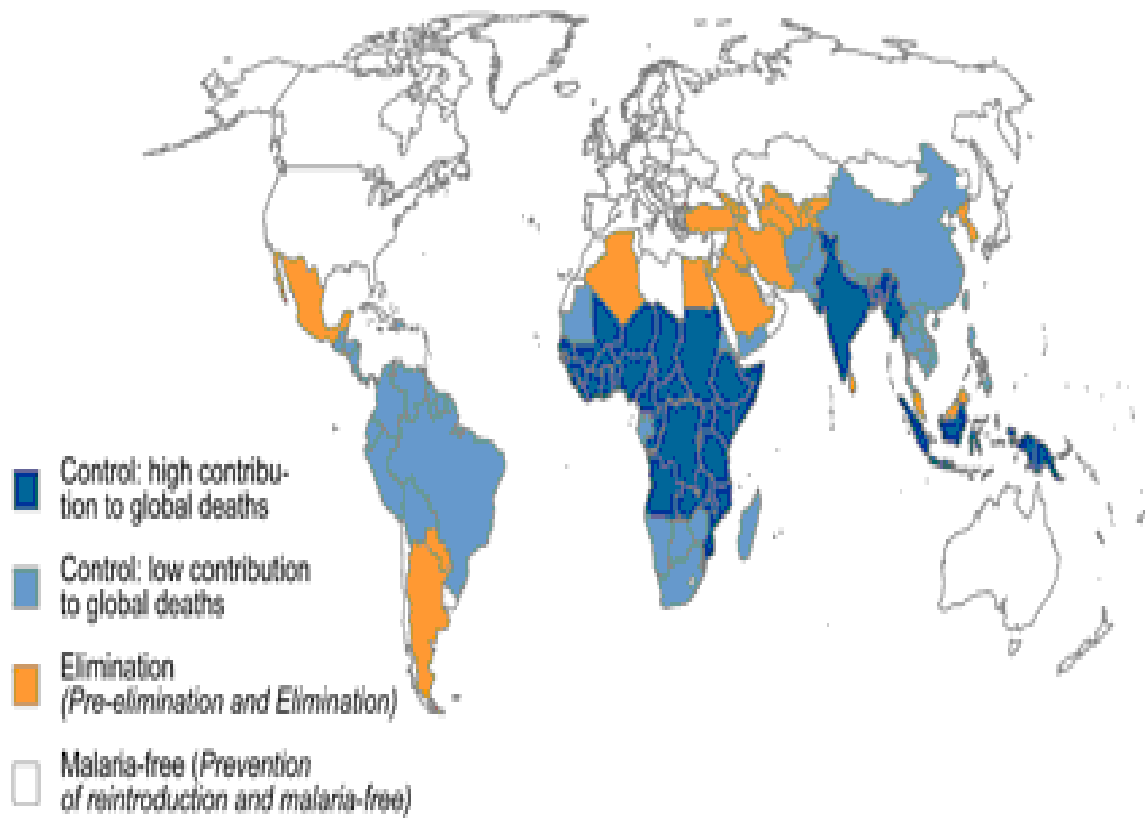 Control: high contribu-
tion to global deaths
Control: low contribution
to global deaths
Elimination
(Pre-elimination and Elimination)
Malaria-free (Prevention
of reintroduction and malaria-free)